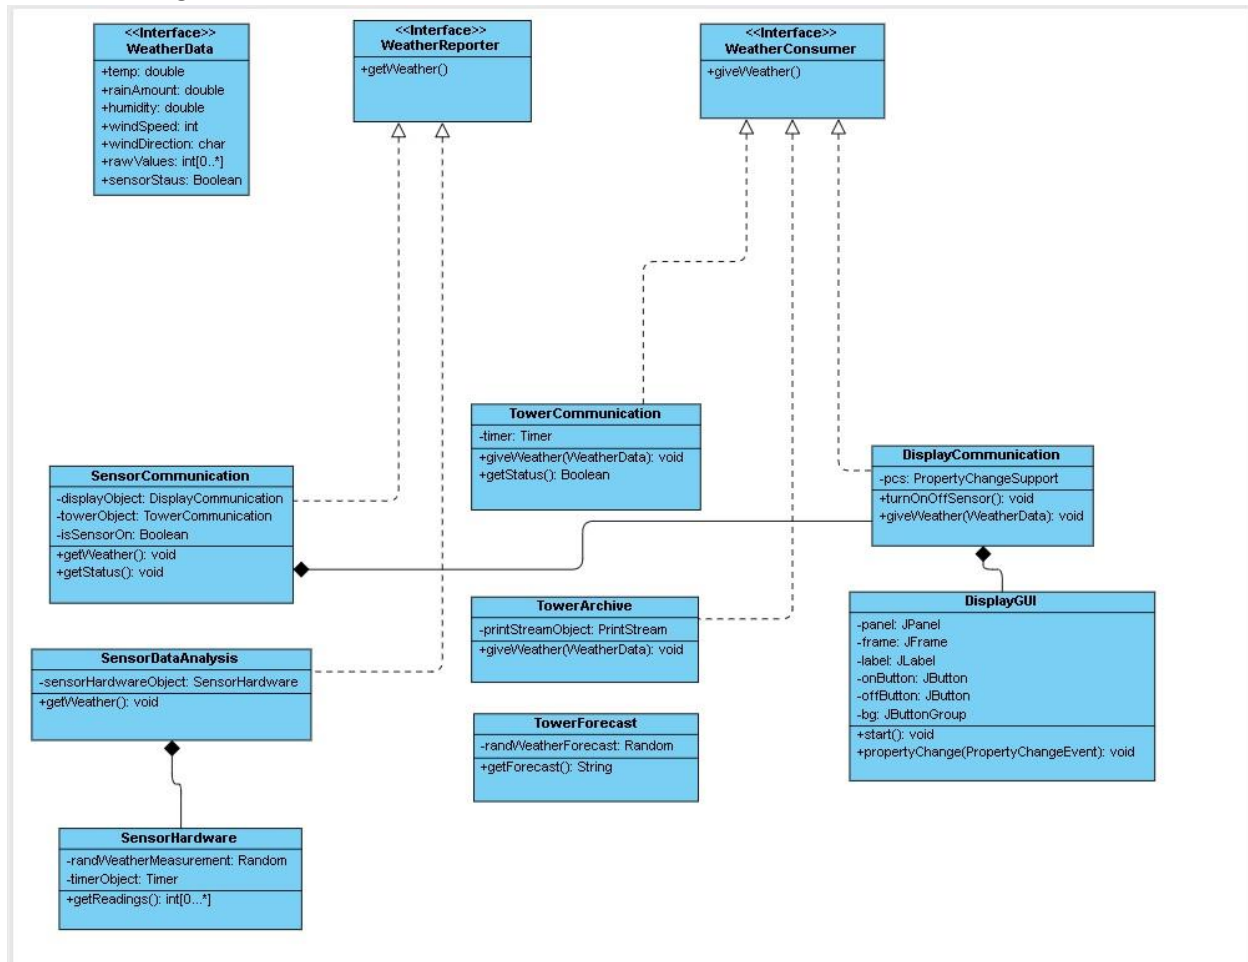 <<Interface>>
WeatherData
+temp: double
+rainAmount: double
+humidity: double
+windSpeed: int
+windDirection: char
+rawValues: int[0..*]
+sensorStaus: Boolean
<<Interface>>
WeatherReporter
+getWeather()
<<Interface>>
WeatherConsumer
+giveWeather()
TowerCommunication
-timer: Timer
+giveWeather(WeatherData): void
+getStatus(): Boolean
DisplayCommunication
-pcs: PropertyChangeSupport
+turnOnOffSensor(): void
+giveWeather(WeatherData): void
SensorCommunication
-displayObject: DisplayCommunication
-towerObject: TowerCommunication
-isSensorOn: Boolean
+getWeather(): void
+getStatus(): void
TowerArchive
-printStreamObject: PrintStream
+giveWeather(WeatherData): void
DisplayGUI
-panel: JPanel
-frame: JFrame
-label: JLabel
-onButton: JButton
-offButton: JButton
-bg: JButtonGroup
+start(): void
+propertyChange(PropertyChangeEvent): void
SensorDataAnalysis
-sensorHardwareObject: SensorHardware
+getWeather(): void
TowerForecast
-randWeatherForecast: Random
+getForecast(): String
SensorHardware
-randWeatherMeasurement: Random
-timerObject: Timer
+getReadings(): int[0...*]